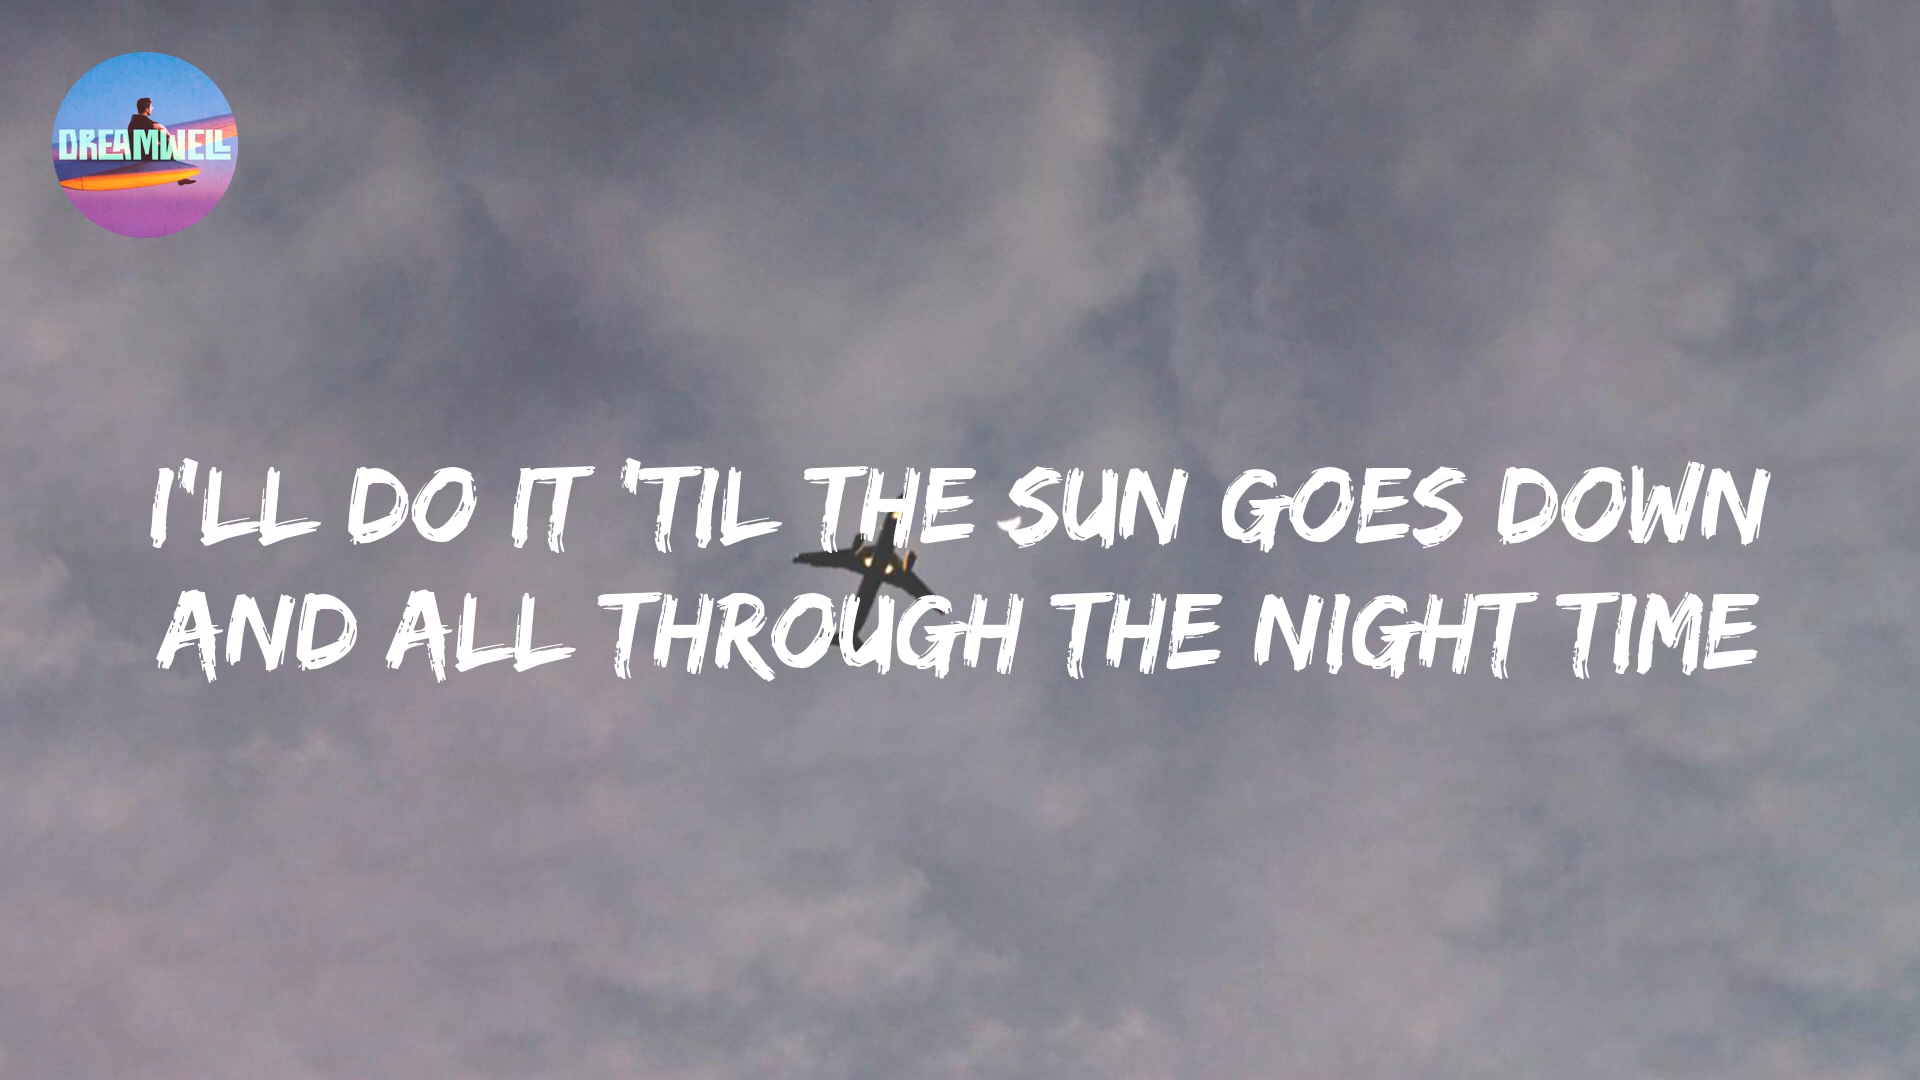 DREAMWELL
I'LL DO IT 'TIL THE SUN GOES DOWN
AND ALL THROUGH THE NIGHT TIME